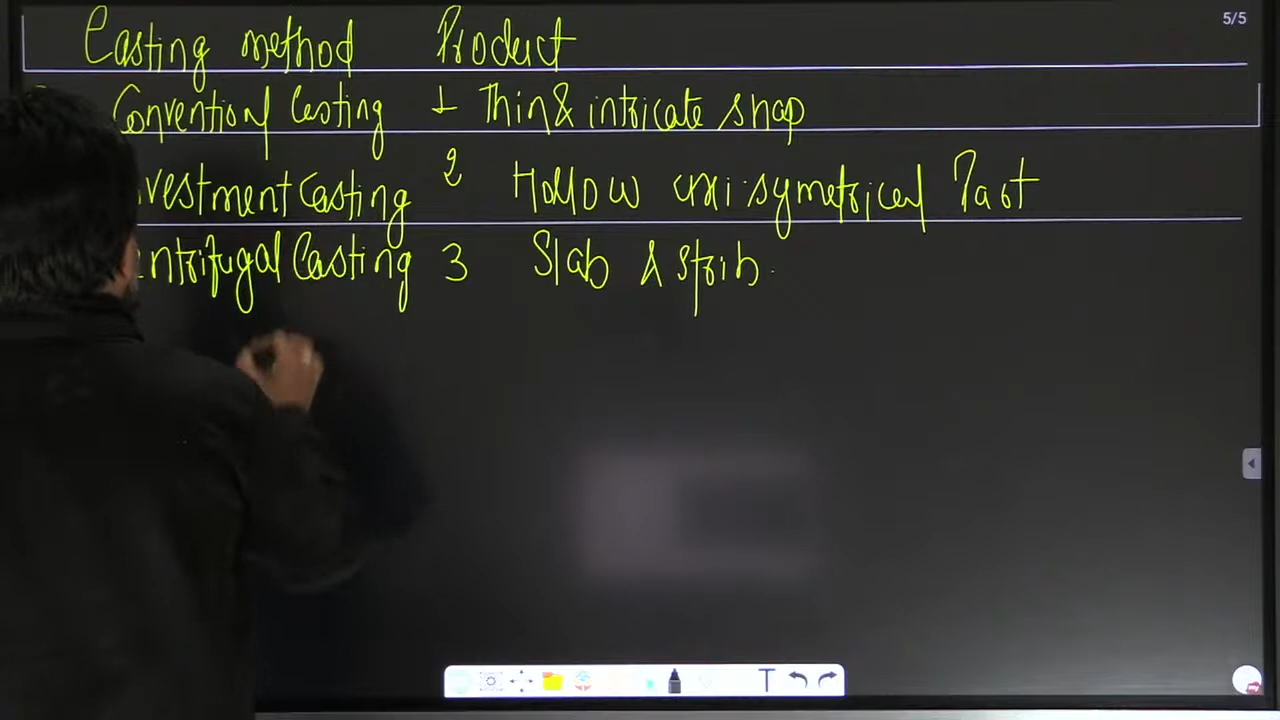 5/5
Casting method Product
Conventional Casting 1 Thin & intricate shap
vestment Casting 2 Hollow axi-symetrical Part
entrifugal Casting 3 Slab & strib.
T